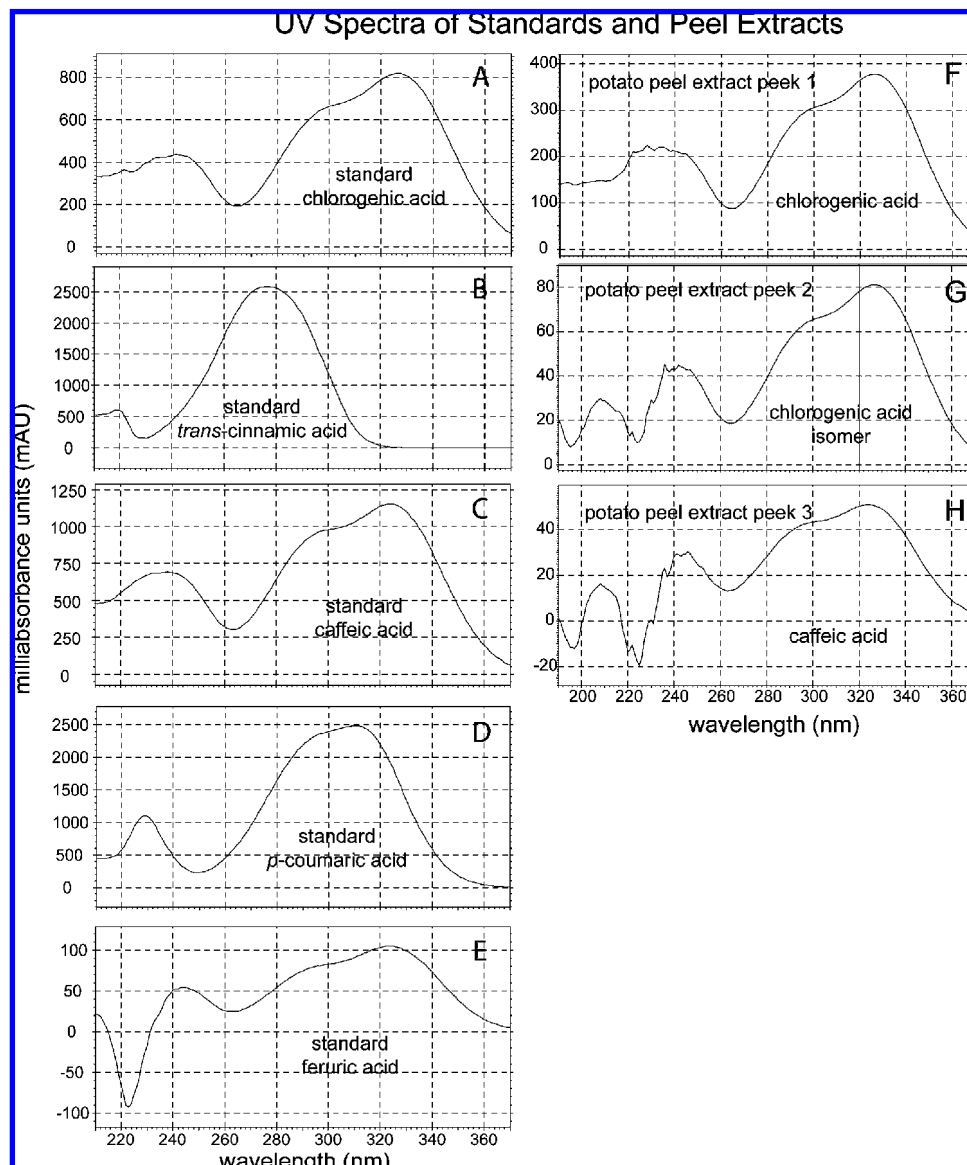 UV Spectra of Standards and Peel Extracts
milliabsorbance units (mAU)
A
800
600
400
200
0
standard
chlorogenic acid
B
2500
2000
1500
1000
500
0
standard
trans-cinnamic acid
C
1250
1000
750
500
250
0
standard
caffeic acid
D
2500
2000
1500
1000
500
0
standard
p-coumaric acid
E
100
50
0
-50
-100
standard
feruric acid
220 240 260 280 300 320 340 360
wavelength (nm)
F
400
300
200
100
0
potato peel extract peek 1
chlorogenic acid
G
80
60
40
20
0
potato peel extract peek 2
chlorogenic acid
isomer
H
40
20
0
-20
potato peel extract peek 3
caffeic acid
200 220 240 260 280 300 320 340 360
wavelength (nm)